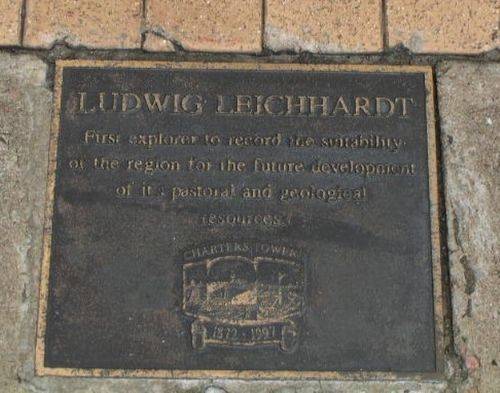 LUDWIG LEICHHARDT
First explorer to record the suitability
of the region for the future development
of its pastoral and geological
resources.
CHARTERS TOWERS
1872 - 1997